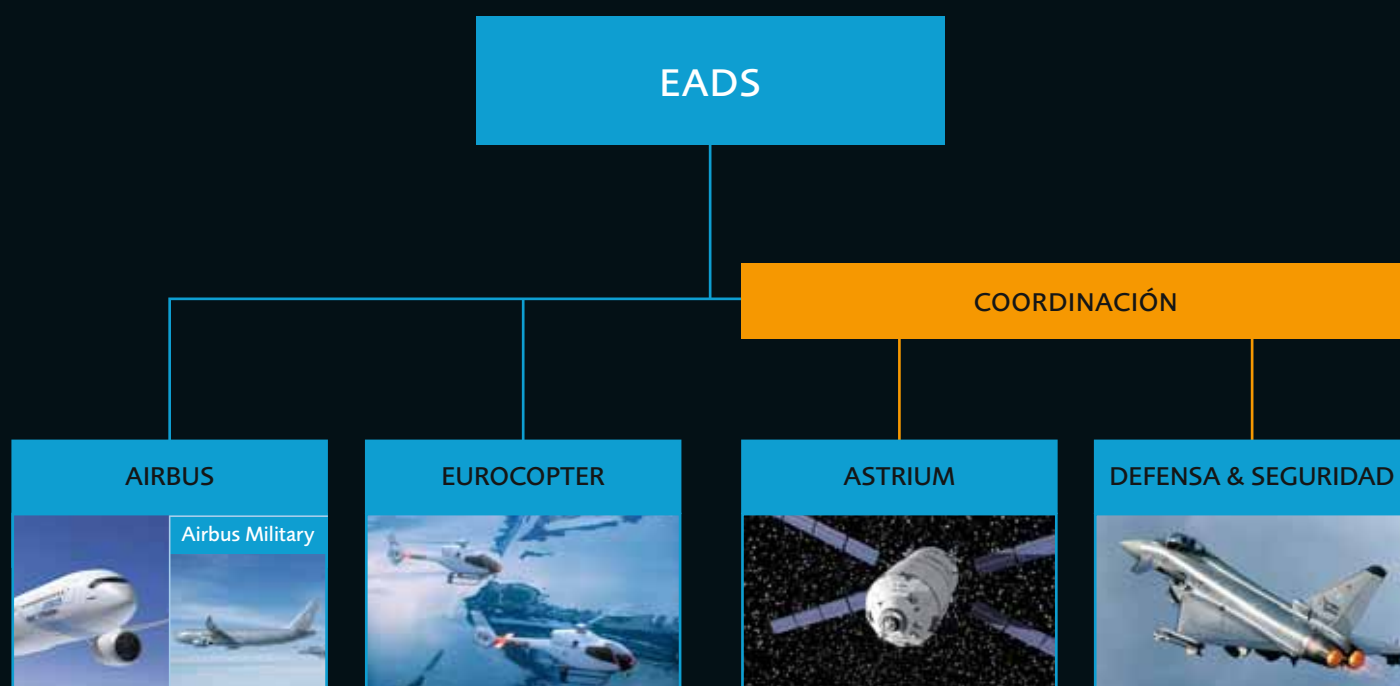 EADS
COORDINACIÓN
AIRBUS
EUROCOPTER
ASTRIUM
DEFENSA & SEGURIDAD
Airbus Military